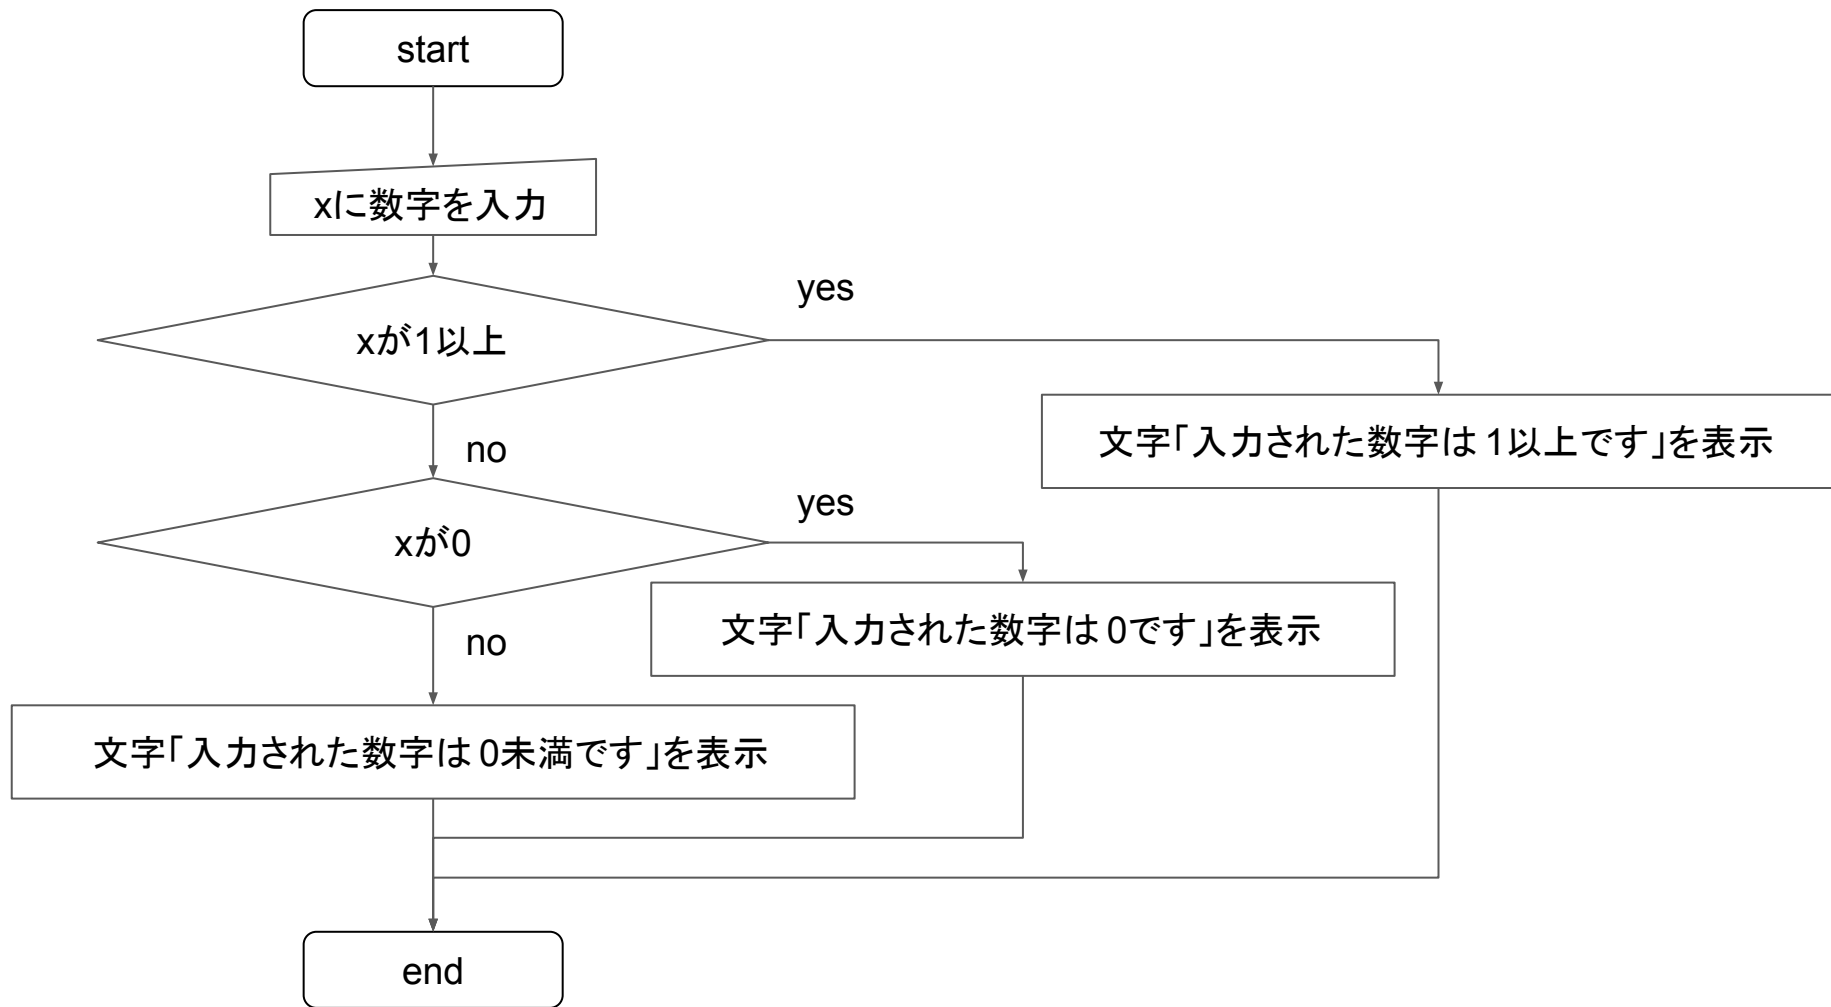 start
xに数字を入力
yes
xが1以上
no
文字「入力された数字は1以上です」を表示
yes
xが0
文字「入力された数字は0です」を表示
no
文字「入力された数字は0未満です」を表示
end